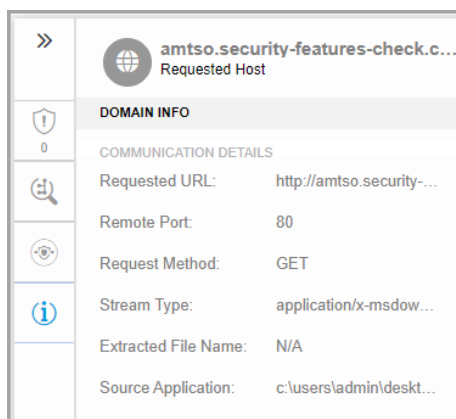 amtso.security-features-check.c...
Requested Host
DOMAIN INFO
0
COMMUNICATION DETAILS
Requested URL: http://amtso.security-...
Remote Port: 80
Request Method: GET
Stream Type: application/x-msdow...
Extracted File Name: N/A
Source Application: c:\users\admin\deskt...